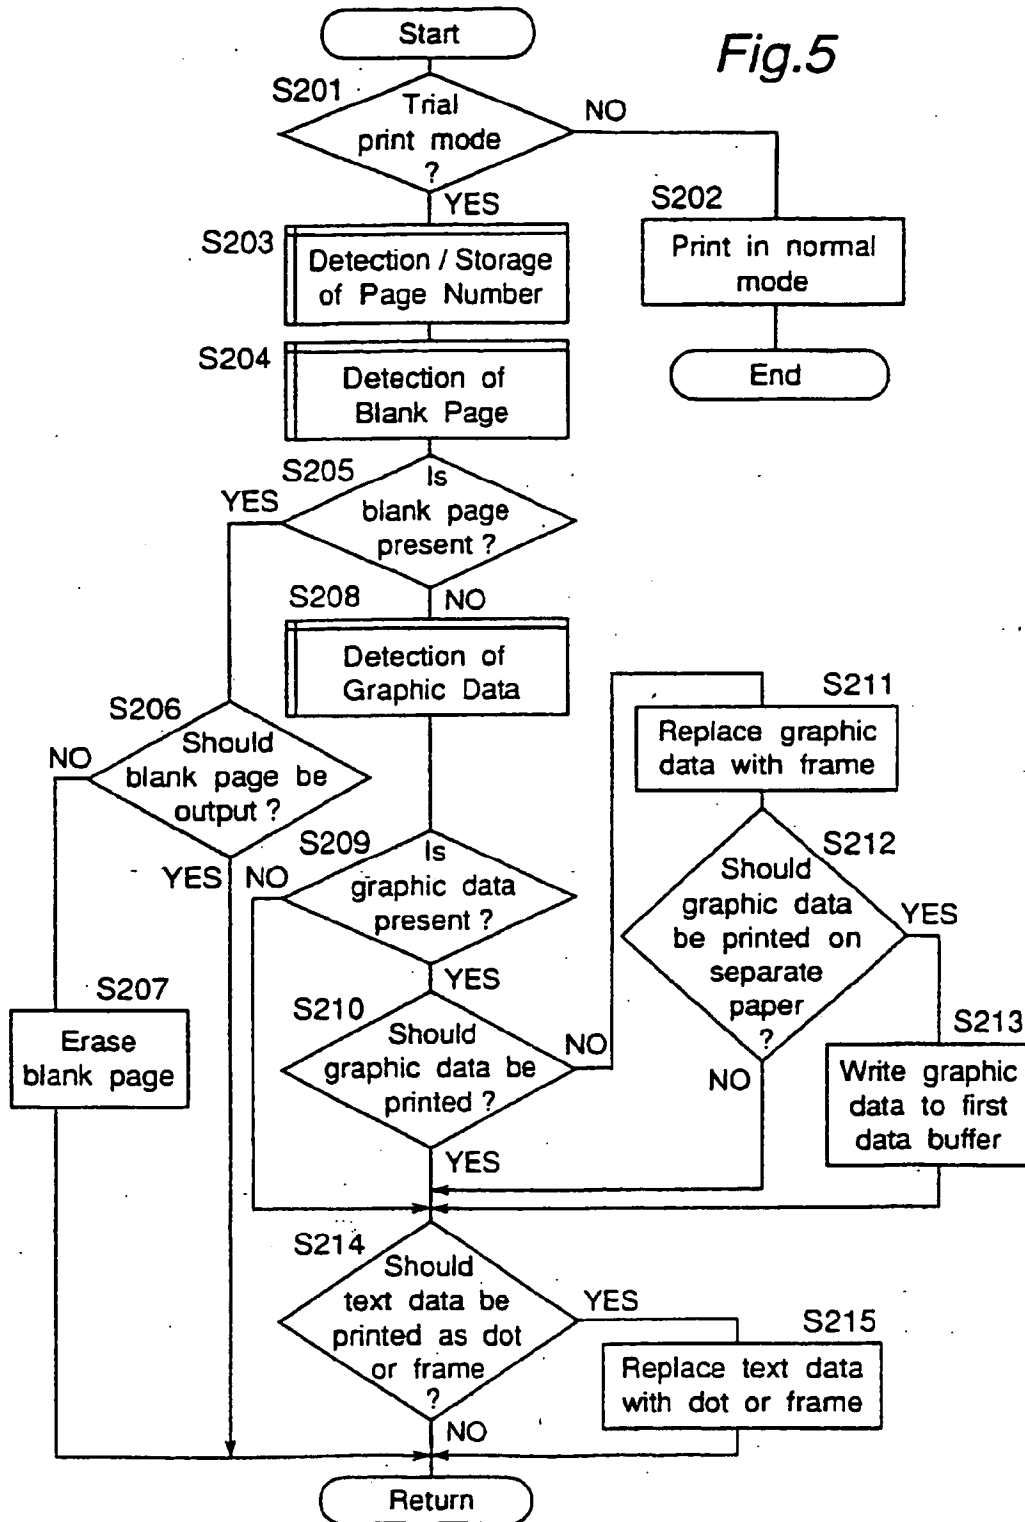 Start
Fig.5
S201
Trial
print mode
?
NO
YES
S202
Print in normal
mode
End
S203
Detection / Storage
of Page Number
S204
Detection of
Blank Page
S205
Is
blank page
present ?
YES
NO
S208
Detection of
Graphic Data
S206
Should
blank page be
output ?
NO
YES
S207
Erase
blank page
S209
Is
graphic data
present ?
NO
YES
S210
Should
graphic data be
printed ?
NO
YES
S211
Replace graphic
data with frame
S212
Should
graphic data
be printed on
separate
paper
?
YES
NO
S213
Write graphic
data to first
data buffer
S214
Should
text data be
printed as dot
or frame
?
YES
NO
S215
Replace text data
with dot or frame
Return